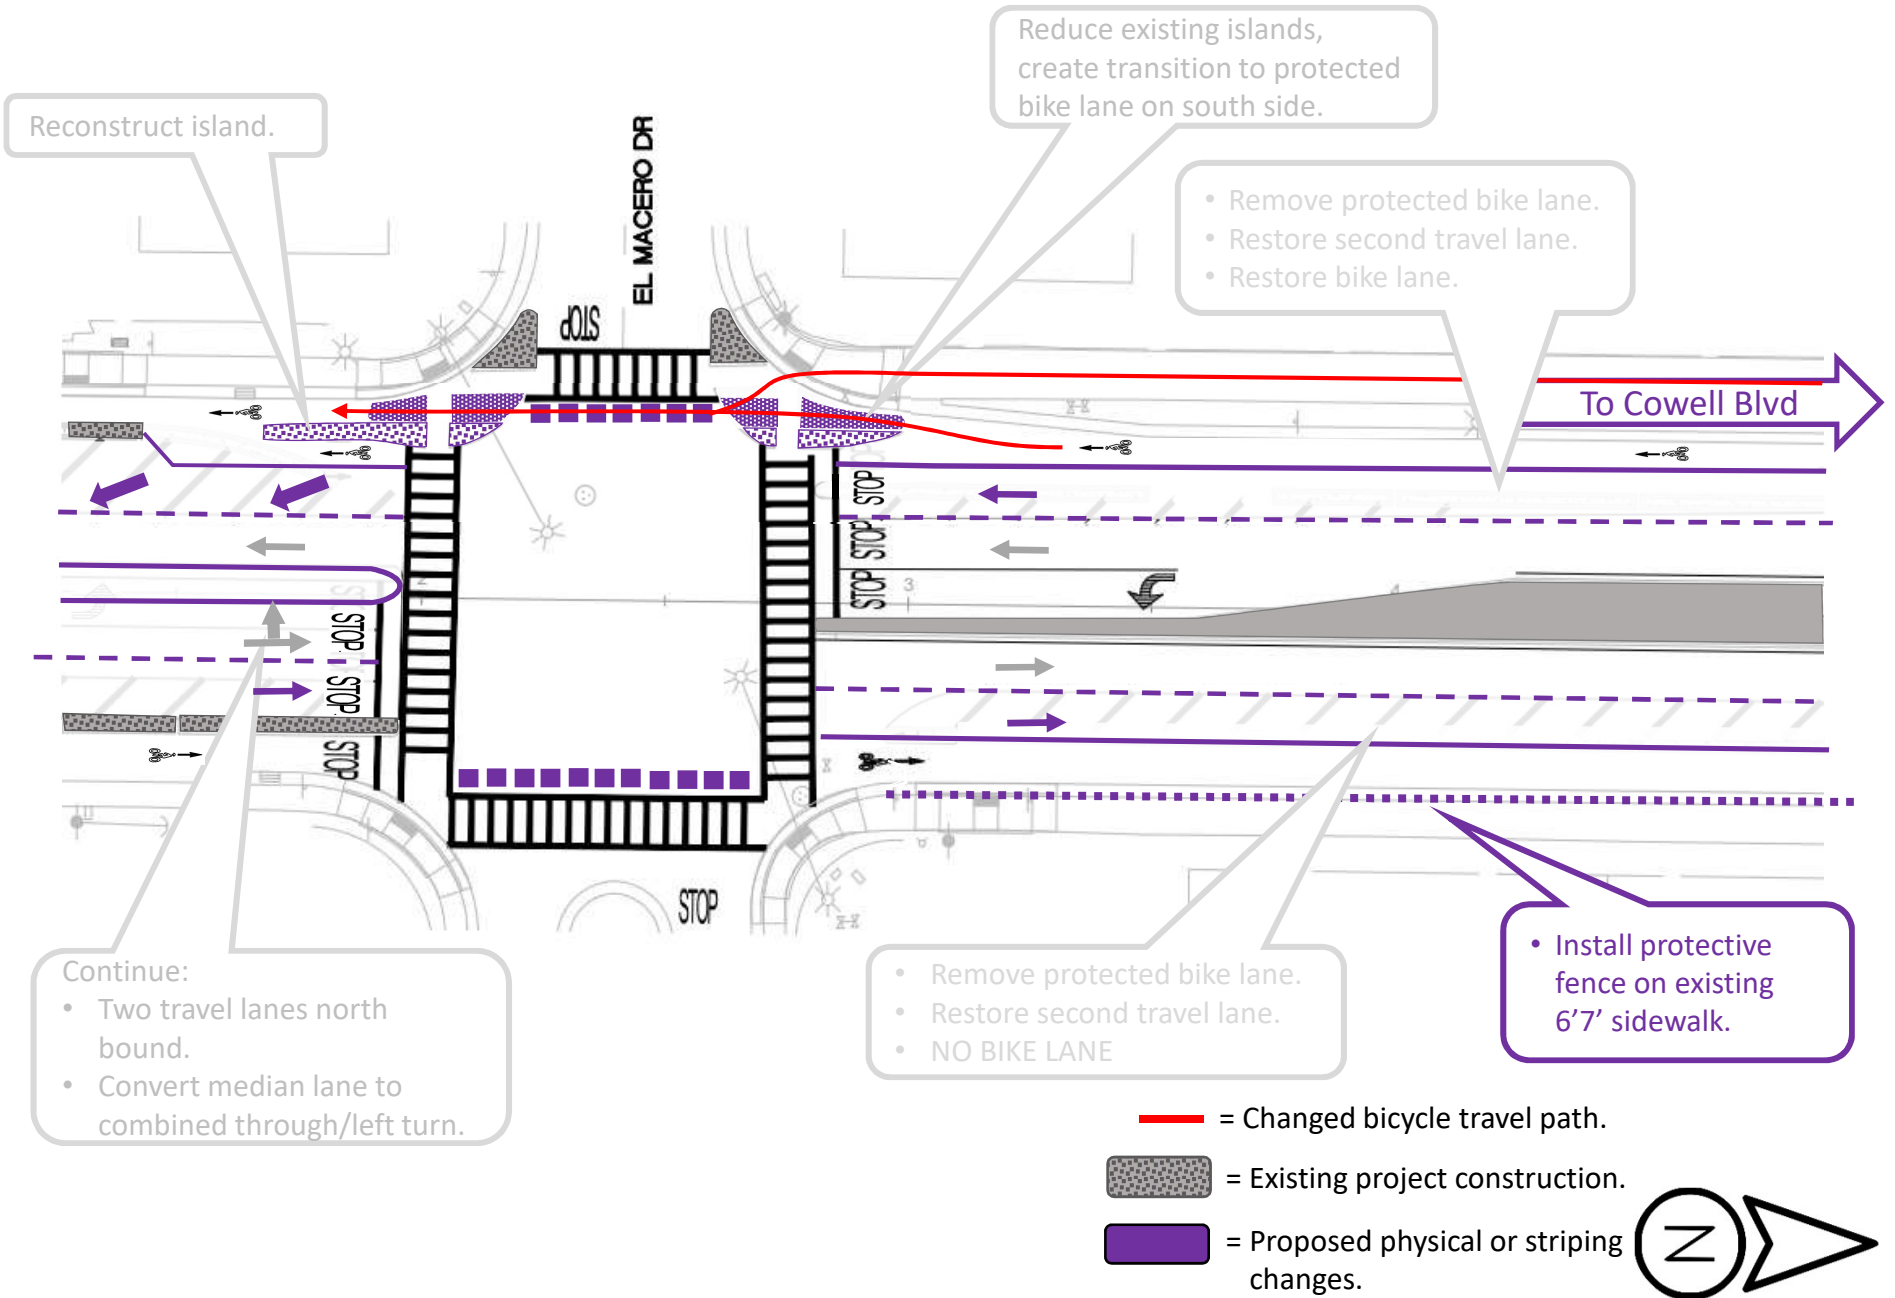 Reduce existing islands,
create transition to protected
bike lane on south side.
Reconstruct island.
EL MACERO DR
• Remove protected bike lane.
• Restore second travel lane.
• Restore bike lane.
STOP
To Cowell Blvd
STOP
STOP
STOP
3
4
STOP
STOP
STOP
STOP
Continue:
• Two travel lanes north
bound.
• Convert median lane to
combined through/left turn.
• Remove protected bike lane.
• Restore second travel lane.
• NO BIKE LANE
• Install protective
fence on existing
6’7’ sidewalk.
= Changed bicycle travel path.
= Existing project construction.
= Proposed physical or striping
changes.
N